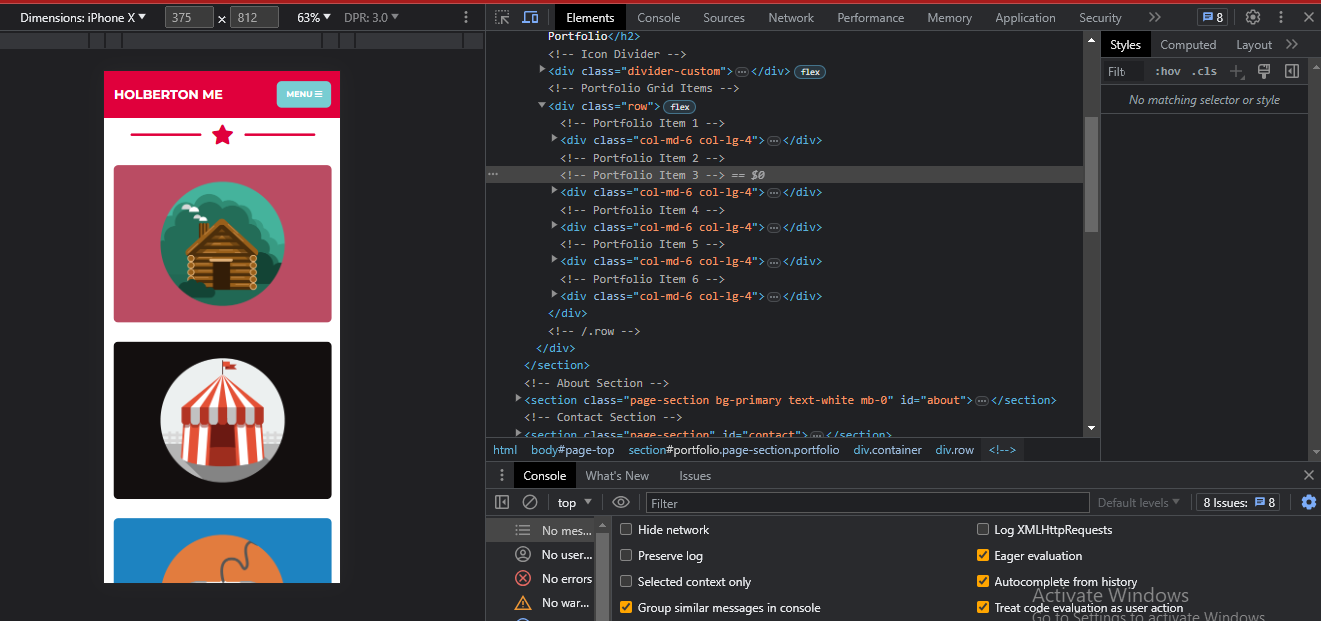 Dimensions: iPhone X ▼ 375 × 812 63% ▼ DPR: 3.0 ▼
HOLBERTON ME
MENU ☰
Elements Console Sources Network Performance Memory Application Security 8
Portfolio</h2>
<!-- Icon Divider -->
▶<div class="divider-custom">…</div> flex
<!-- Portfolio Grid Items -->
▼<div class="row"> flex
<!-- Portfolio Item 1 -->
▶<div class="col-md-6 col-lg-4">…</div>
<!-- Portfolio Item 2 -->
<!-- Portfolio Item 3 --> == $0
▶<div class="col-md-6 col-lg-4">…</div>
<!-- Portfolio Item 4 -->
▶<div class="col-md-6 col-lg-4">…</div>
<!-- Portfolio Item 5 -->
▶<div class="col-md-6 col-lg-4">…</div>
<!-- Portfolio Item 6 -->
▶<div class="col-md-6 col-lg-4">…</div>
</div>
<!-- /.row -->
</div>
</section>
<!-- About Section -->
▶<section class="page-section bg-primary text-white mb-0" id="about">…</section>
<!-- Contact Section -->
▶<section class="page-section" id="contact">…</section>
html body#page-top section#portfolio.page-section.portfolio div.container div.row <!-->
Styles Computed Layout
Filt :hov .cls
No matching selector or style
Console What's New Issues
top ▼ Filter Default levels ▼ 8 Issues: 8
No mes...
No user...
No errors
No war...
Hide network
Preserve log
Selected context only
Group similar messages in console
Log XMLHttpRequests
Eager evaluation
Autocomplete from history
Treat code evaluation as user action
Activate Windows
Go to Settings to activate Windows.